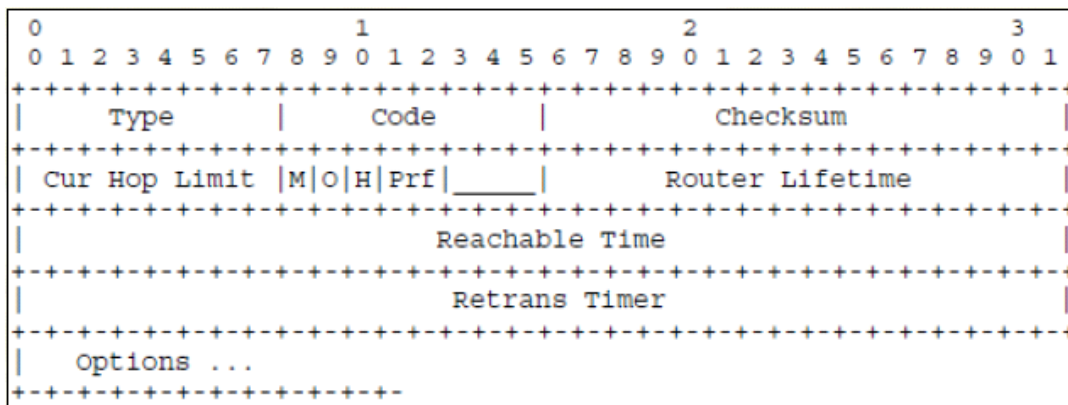 0                   1                   2                   3
 0 1 2 3 4 5 6 7 8 9 0 1 2 3 4 5 6 7 8 9 0 1 2 3 4 5 6 7 8 9 0 1
+-+-+-+-+-+-+-+-+-+-+-+-+-+-+-+-+-+-+-+-+-+-+-+-+-+-+-+-+-+-+-+-+
|     Type      |     Code      |          Checksum             |
+-+-+-+-+-+-+-+-+-+-+-+-+-+-+-+-+-+-+-+-+-+-+-+-+-+-+-+-+-+-+-+-+
| Cur Hop Limit |M|O|H|Prf|_____|       Router Lifetime         |
+-+-+-+-+-+-+-+-+-+-+-+-+-+-+-+-+-+-+-+-+-+-+-+-+-+-+-+-+-+-+-+-+
|                         Reachable Time                        |
+-+-+-+-+-+-+-+-+-+-+-+-+-+-+-+-+-+-+-+-+-+-+-+-+-+-+-+-+-+-+-+-+
|                          Retrans Timer                        |
+-+-+-+-+-+-+-+-+-+-+-+-+-+-+-+-+-+-+-+-+-+-+-+-+-+-+-+-+-+-+-+-+
|   Options ...
+-+-+-+-+-+-+-+-+-+-+-+-